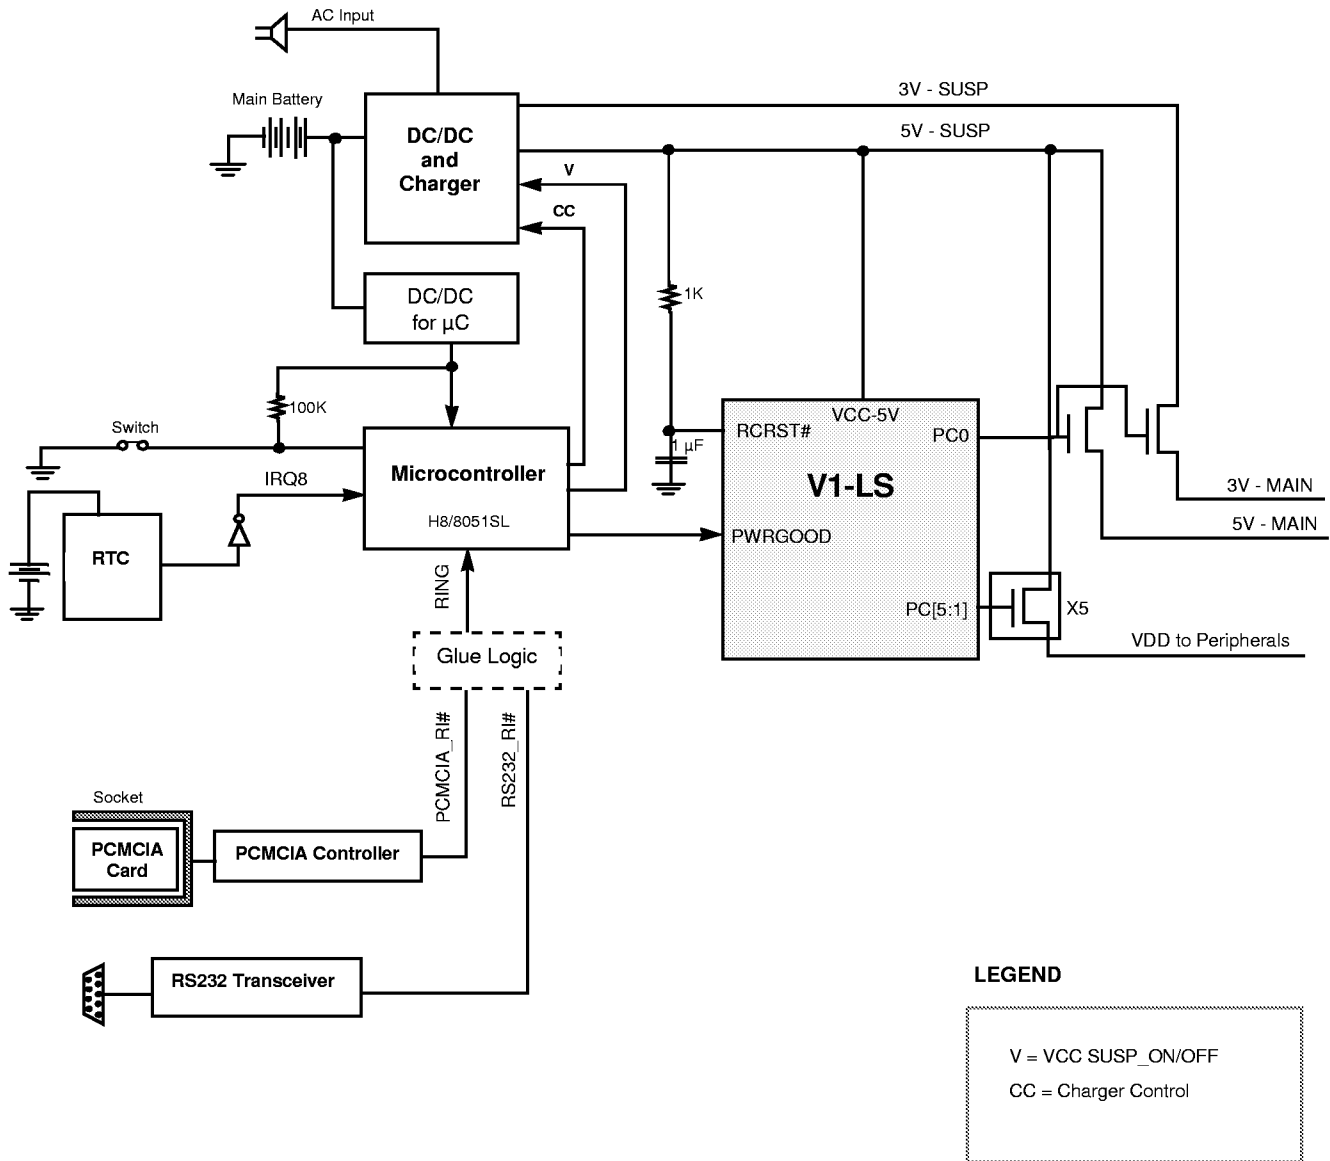 AC Input
3V - SUSP
Main Battery
5V - SUSP
DC/DC
and
Charger
V
CC
DC/DC
for µC
1K
100K
Switch
VCC-5V
RCRST#
PC0
1 µF
Microcontroller
V1-LS
IRQ8
3V - MAIN
H8/8051SL
5V - MAIN
PWRGOOD
RTC
RING
PC[5:1]
X5
VDD to Peripherals
Glue Logic
PCMCIA_RI#
RS232_RI#
Socket
PCMCIA
Card
PCMCIA Controller
RS232 Transceiver
LEGEND
V = VCC SUSP_ON/OFF
CC = Charger Control